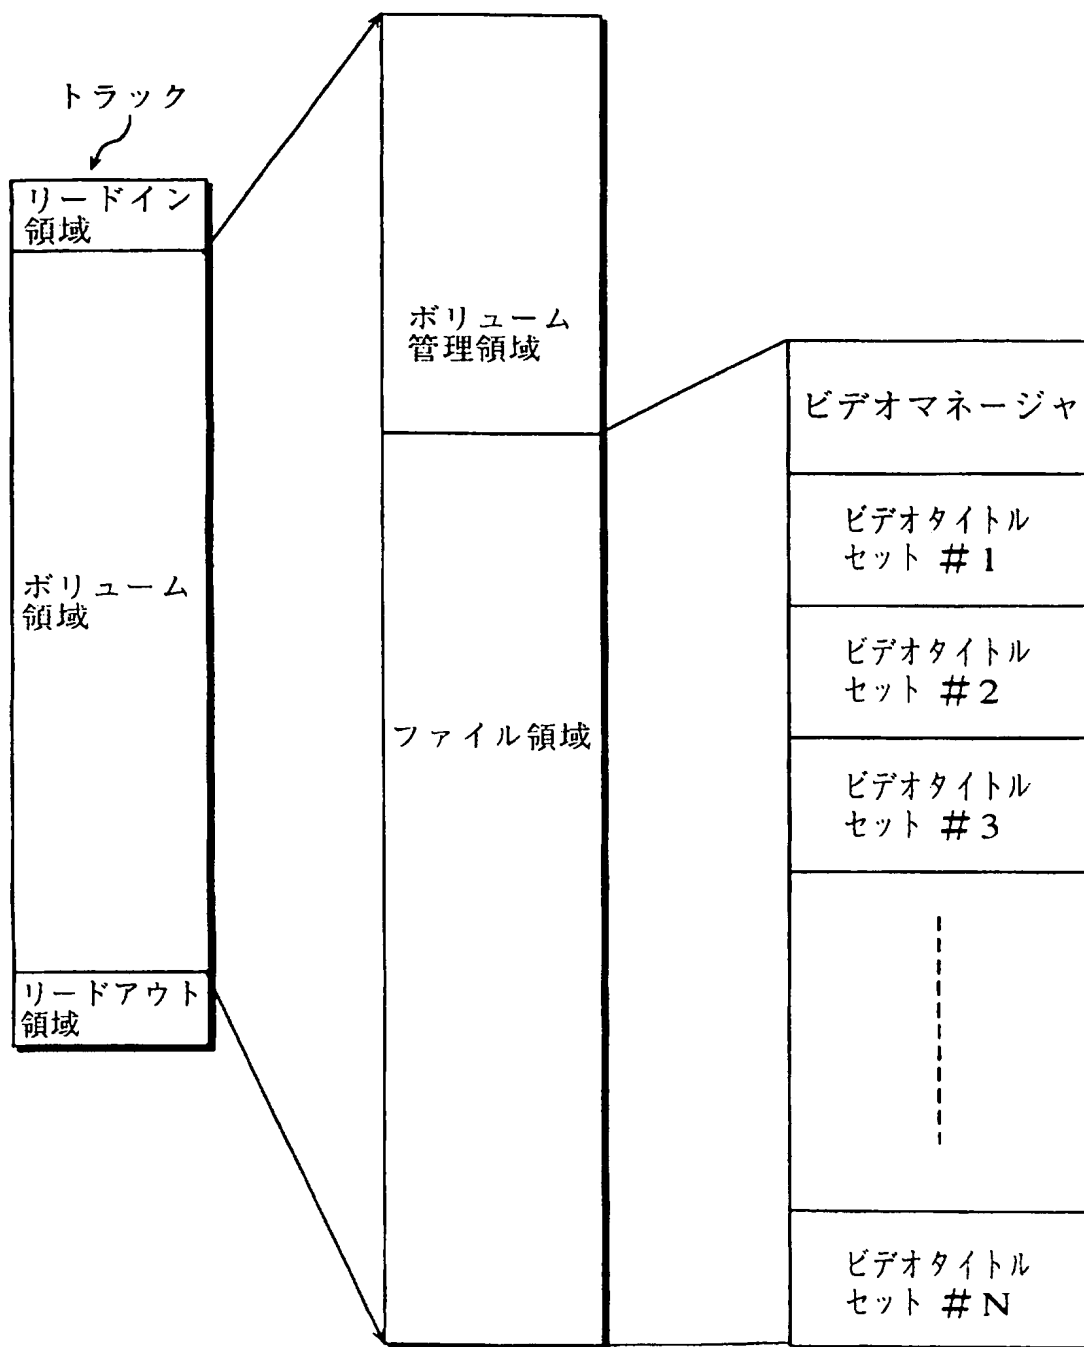 トラック
リードイン
領域
ボリューム
領域
リードアウト
領域
ボリューム
管理領域
ファイル領域
ビデオマネージャ
ビデオタイトル
セット #1
ビデオタイトル
セット #2
ビデオタイトル
セット #3
ビデオタイトル
セット #N